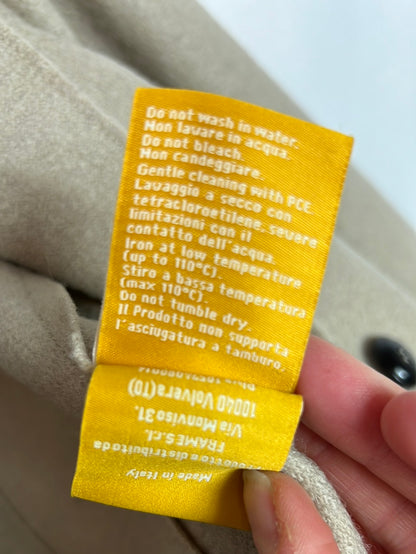 Do not wash in water.
Non lavare in acqua.
Do not bleach.
Non candeggiare.
Gentle cleaning with PCE.
Lavaggio a secco con
tetracloroetilene, severe
limitazioni con il
contatto dell'acqua.
Iron at low temperature
(up to 110°C).
Stiro a bassa temperatura
(max 110°C).
Do not tumble dry.
Il Prodotto non supporta
l'asciugatura a tamburo.
Made in Italy
distribuito da
FRAMES.r.l.
Via Monviso 31,
10040 Volvera(TO)